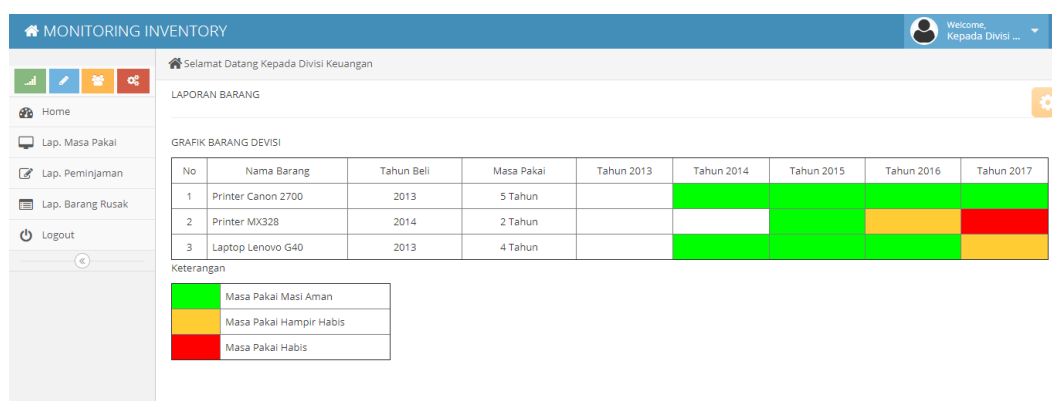 MONITORING INVENTORY
Welcome,
Kepada Divisi ...
Selamat Datang Kepada Divisi Keuangan
Home
Lap. Masa Pakai
Lap. Peminjaman
Lap. Barang Rusak
Logout
LAPORAN BARANG
GRAFIK BARANG DEVISI
No Nama Barang Tahun Beli Masa Pakai Tahun 2013 Tahun 2014 Tahun 2015 Tahun 2016 Tahun 2017
1 Printer Canon 2700 2013 5 Tahun
2 Printer MX328 2014 2 Tahun
3 Laptop Lenovo G40 2013 4 Tahun
Keterangan
Masa Pakai Masi Aman
Masa Pakai Hampir Habis
Masa Pakai Habis